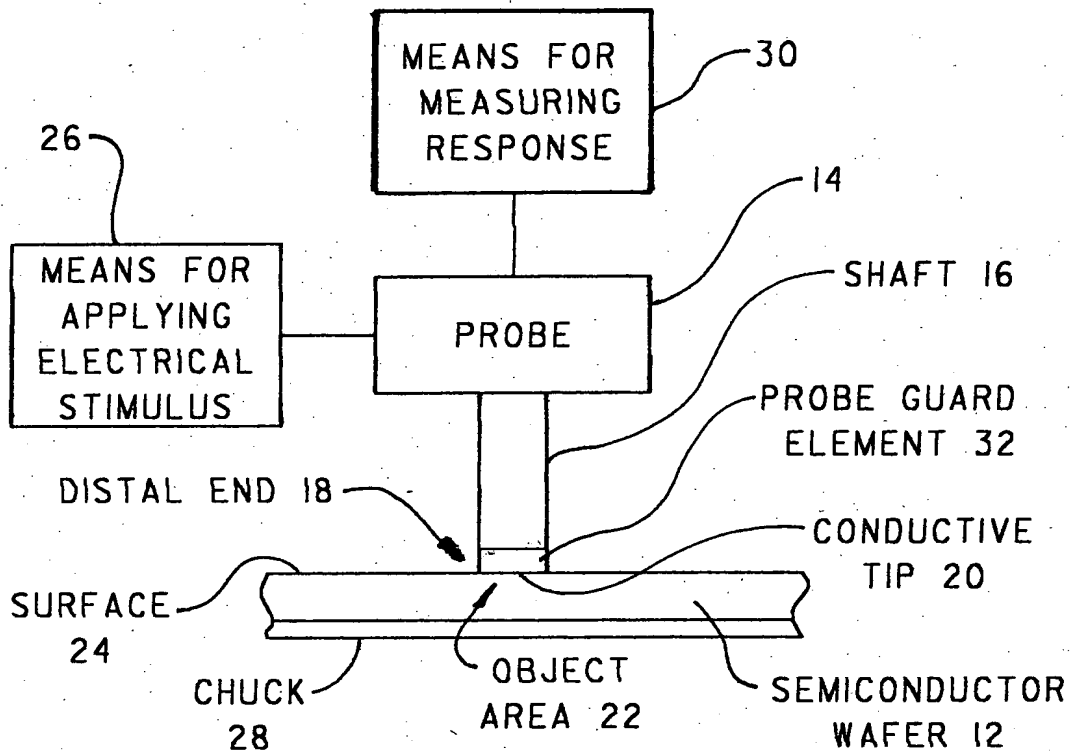 MEANS FOR
MEASURING
RESPONSE
30
26
14
MEANS FOR
APPLYING
ELECTRICAL
STIMULUS
PROBE
SHAFT 16
PROBE GUARD
ELEMENT 32
DISTAL END 18
CONDUCTIVE
TIP 20
SURFACE
24
CHUCK
28
OBJECT
AREA 22
SEMICONDUCTOR
WAFER 12